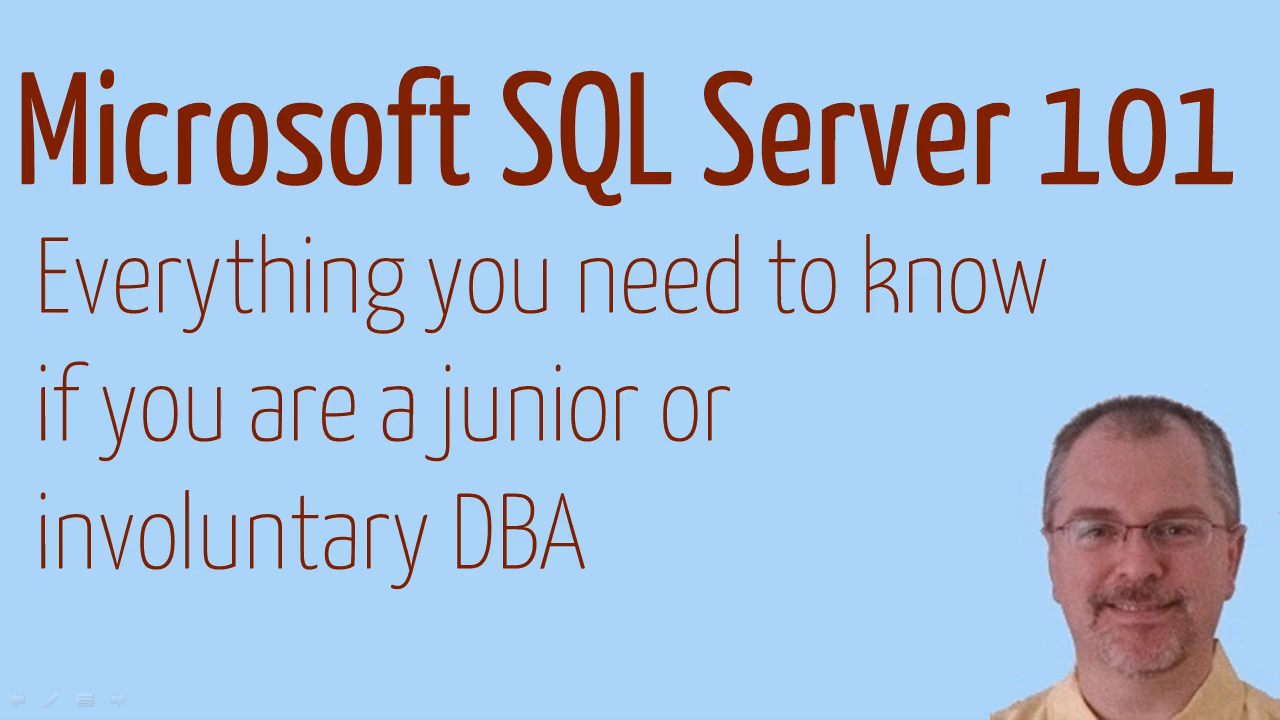 Microsoft SQL Server 101
Everything you need to know
if you are a junior or
involuntary DBA